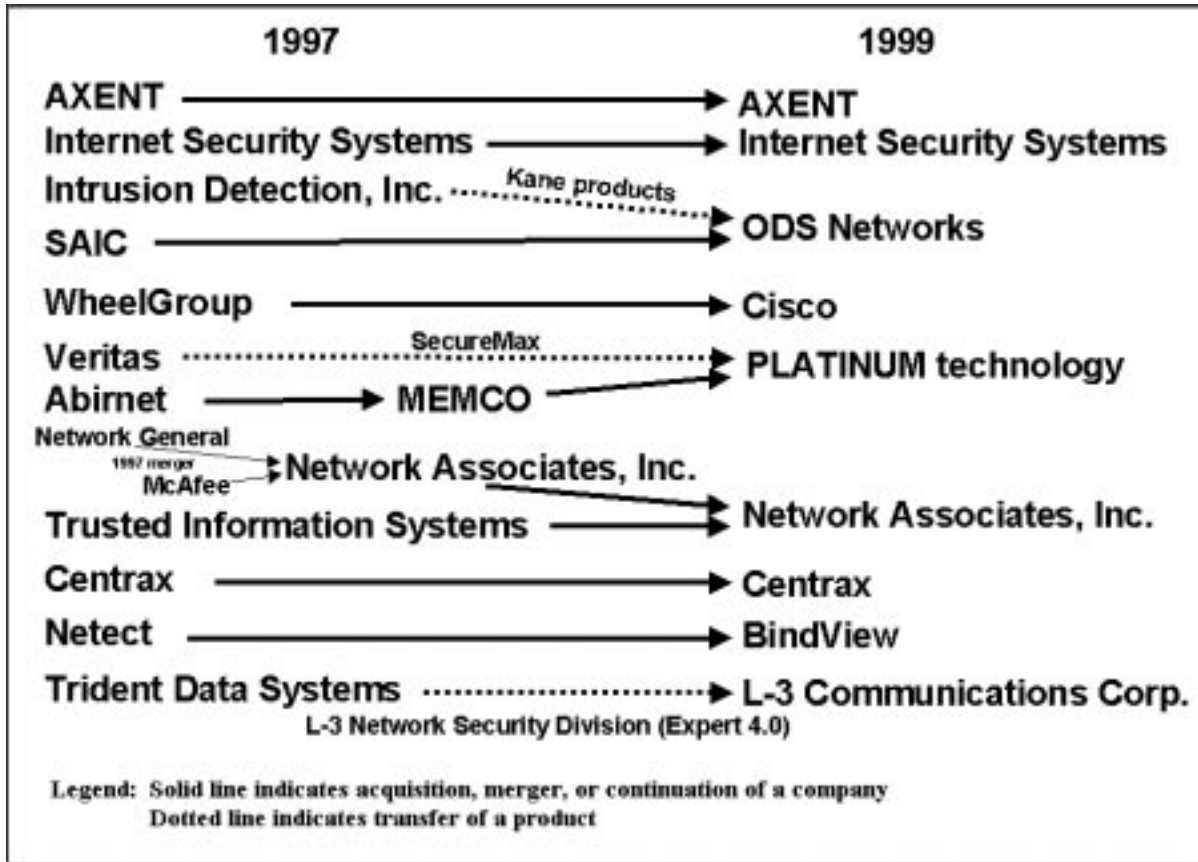 1997 1999
AXENT AXENT
Internet Security Systems Internet Security Systems
Intrusion Detection, Inc. Kane products
ODS Networks
SAIC
WheelGroup Cisco
Veritas SecureMax PLATINUM technology
Abirnet MEMCO
Network General
1997 merger Network Associates, Inc.
McAfee
Trusted Information Systems Network Associates, Inc.
Centrax Centrax
Netect BindView
Trident Data Systems L-3 Communications Corp.
L-3 Network Security Division (Expert 4.0)
Legend: Solid line indicates acquisition, merger, or continuation of a company
Dotted line indicates transfer of a product